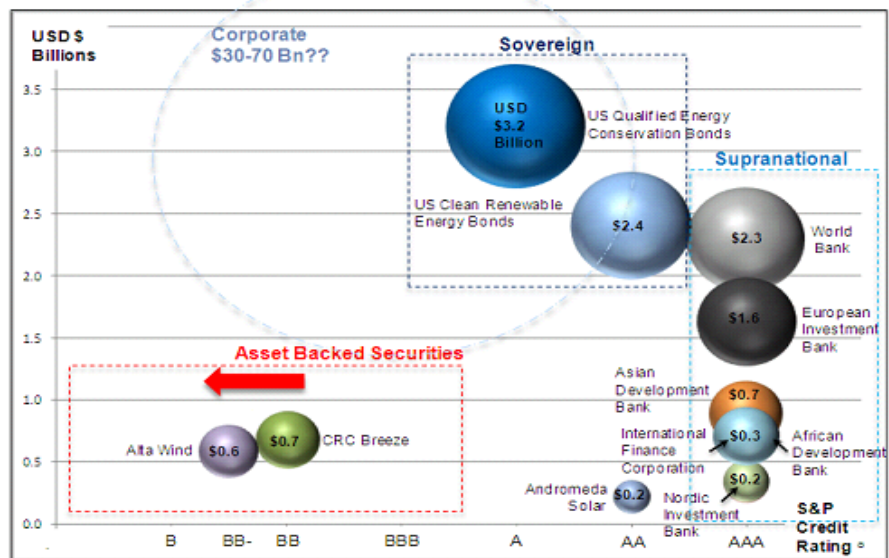 USD $
Billions
Corporate
$30-70 Bn??
Sovereign
3.5
USD
$3.2
Billion
US Qualified Energy
Conservation Bonds
3.0
Supranational
2.5
US Clean Renewable
Energy Bonds
$2.4
$2.3
World
Bank
2.0
1.5
$1.6
European
Investment
Bank
Asset Backed Securities
1.0
Asian
Development
Bank
$0.7
Alta Wind
$0.6
$0.7
CRC Breeze
International
Finance
Corporation
$0.3
African
Development
Bank
0.5
Andromeda
Solar
$0.2
Nordic
Investment
Bank
$0.2
0.0
B
BB-
BB
BBB
A
AA
AAA
S&P
Credit
Rating